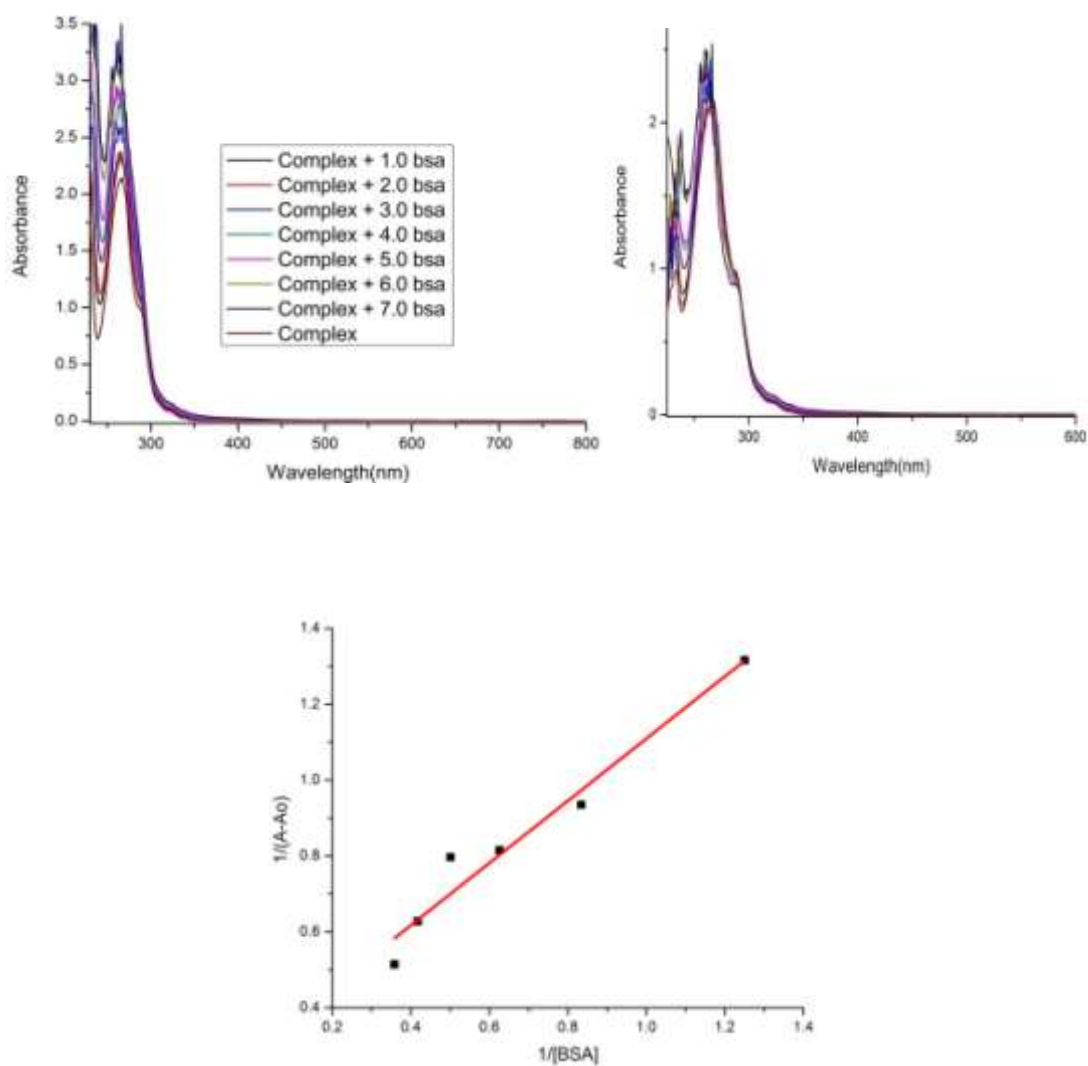 3.5
3.0
2.5
2.0
1.5
1.0
0.5
0.0
Absorbance
Complex + 1.0 bsa
Complex + 2.0 bsa
Complex + 3.0 bsa
Complex + 4.0 bsa
Complex + 5.0 bsa
Complex + 6.0 bsa
Complex + 7.0 bsa
Complex
300 400 500 600 700 800
Wavelength(nm)
2
1
0
Absorbance
300 400 500 600
Wavelength(nm)
1.4
1.2
1.0
0.8
0.6
0.4
1/(A-Ao)
0.2 0.4 0.6 0.8 1.0 1.2 1.4
1/[BSA]